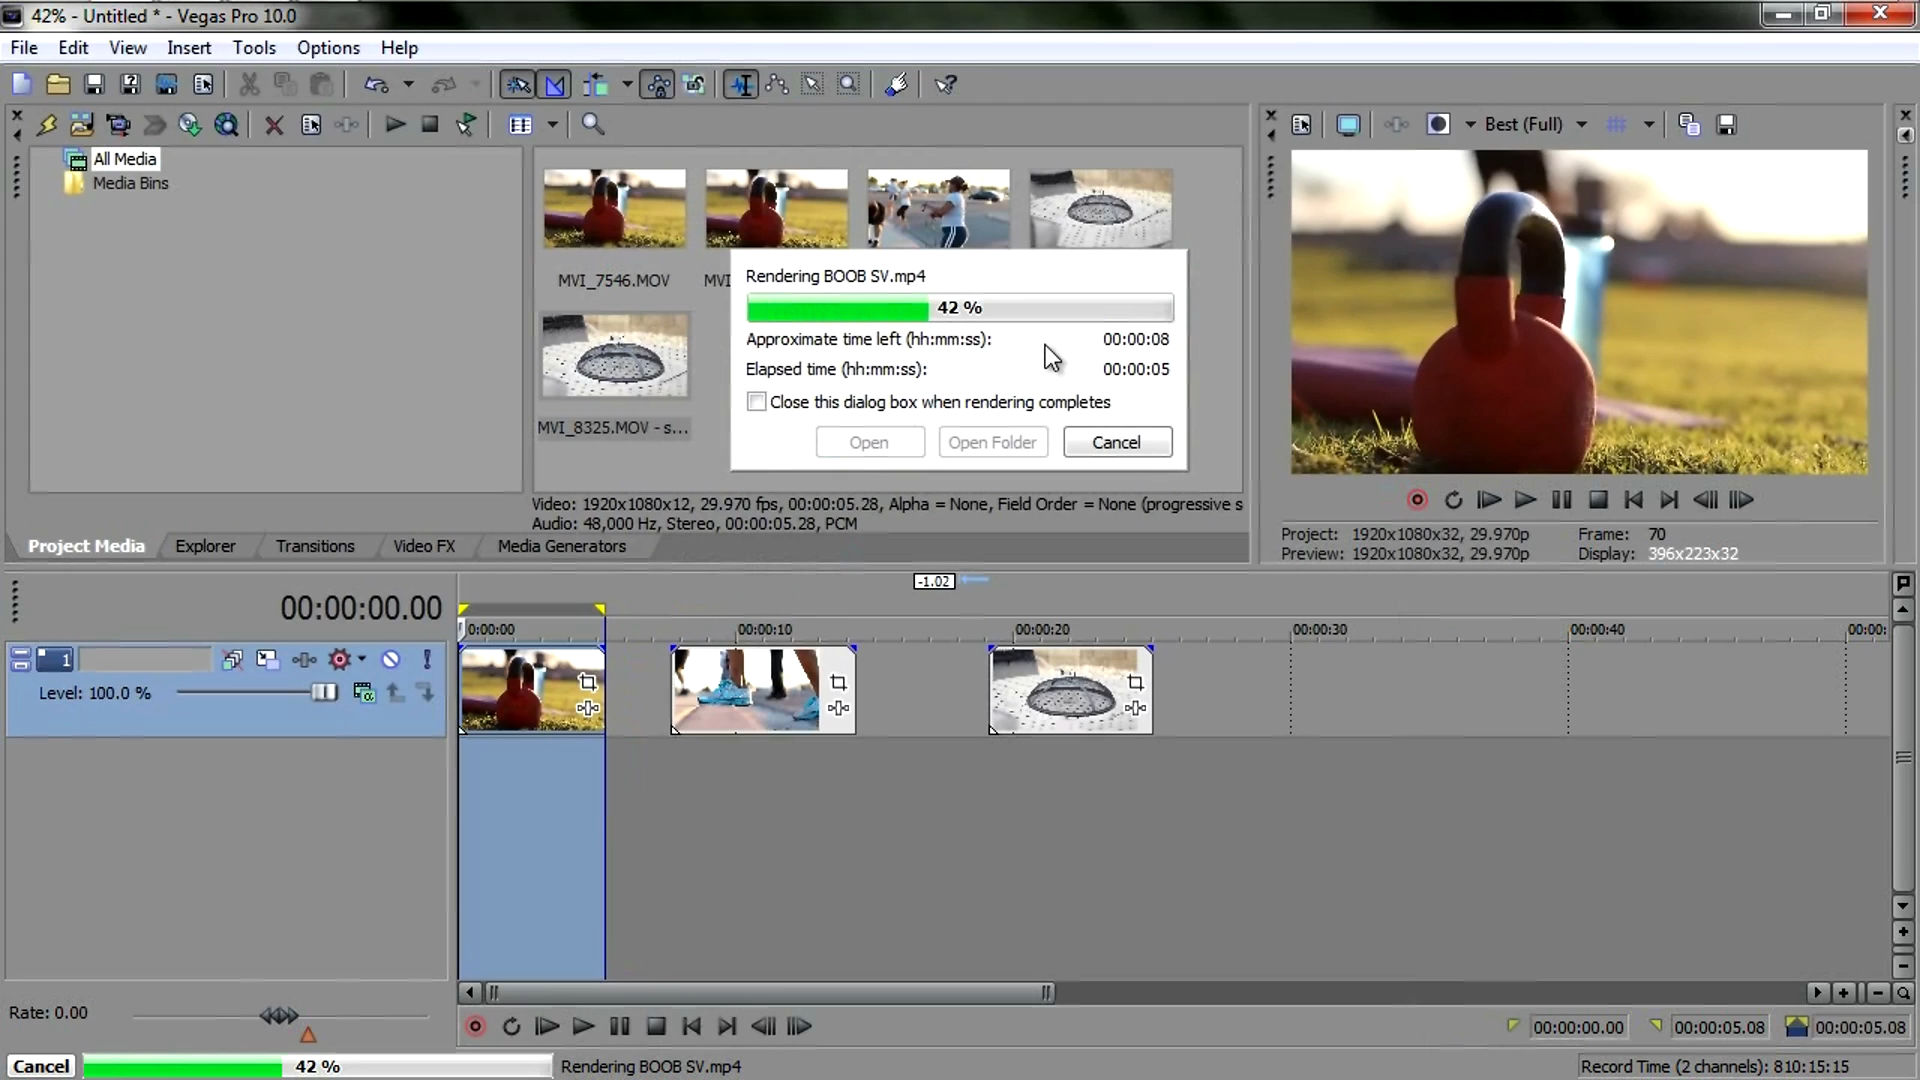 42% - Untitled * - Vegas Pro 10.0
File Edit View Insert Tools Options Help
Best (Full)
All Media
Media Bins
MVI_7546.MOV
Rendering BOOB SV.mp4
42 %
Approximate time left (hh:mm:ss): 00:00:08
Elapsed time (hh:mm:ss): 00:00:05
Close this dialog box when rendering completes
Open Open Folder Cancel
MVI_8325.MOV - s...
Video: 1920x1080x12, 29.970 fps, 00:00:05.28, Alpha = None, Field Order = None (progressive s
Audio: 48,000 Hz, Stereo, 00:00:05.28, PCM
Project: 1920x1080x32, 29.970p Frame: 70
Preview: 1920x1080x32, 29.970p Display: 396x223x32
Project Media Explorer Transitions Video FX Media Generators
-1.02
00:00:00.00
0:00:00 00:00:10 00:00:20 00:00:30 00:00:40 00:00:
1
Level: 100.0 %
Rate: 0.00
00:00:00.00 00:00:05.08 00:00:05.08
Cancel 42 % Rendering BOOB SV.mp4 Record Time (2 channels): 810:15:15